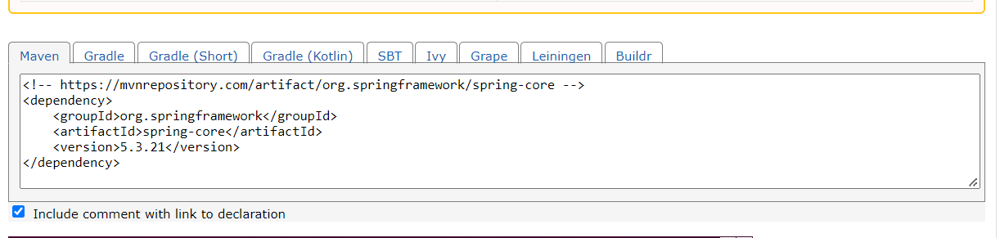 Maven Gradle Gradle (Short) Gradle (Kotlin) SBT Ivy Grape Leiningen Buildr
<!-- https://mvnrepository.com/artifact/org.springframework/spring-core -->
<dependency>
    <groupId>org.springframework</groupId>
    <artifactId>spring-core</artifactId>
    <version>5.3.21</version>
</dependency>
Include comment with link to declaration